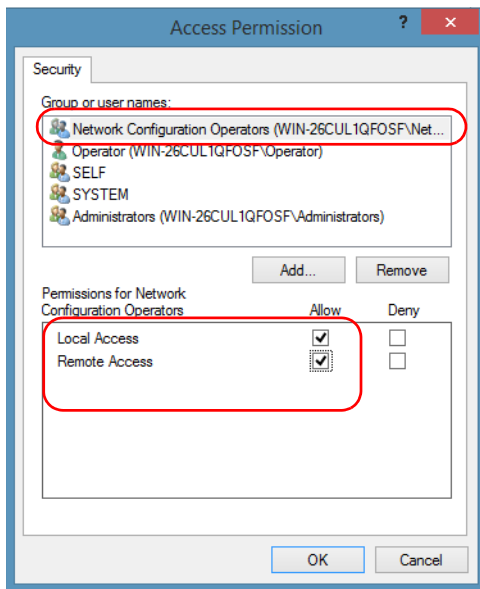 Access Permission
?
Security
Group or user names:
Network Configuration Operators (WIN-26CUL1QFOSF\Net...
Operator (WIN-26CUL1QFOSF\Operator)
SELF
SYSTEM
Administrators (WIN-26CUL1QFOSF\Administrators)
Add... Remove
Permissions for Network
Configuration Operators Allow Deny
Local Access
Remote Access
OK Cancel